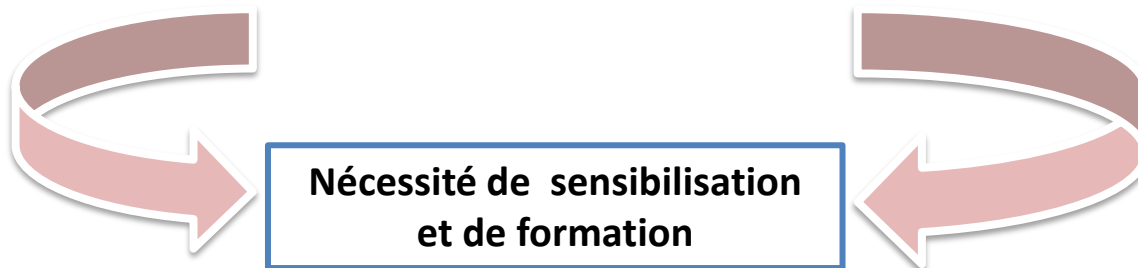 Nécessité de sensibilisation
et de formation